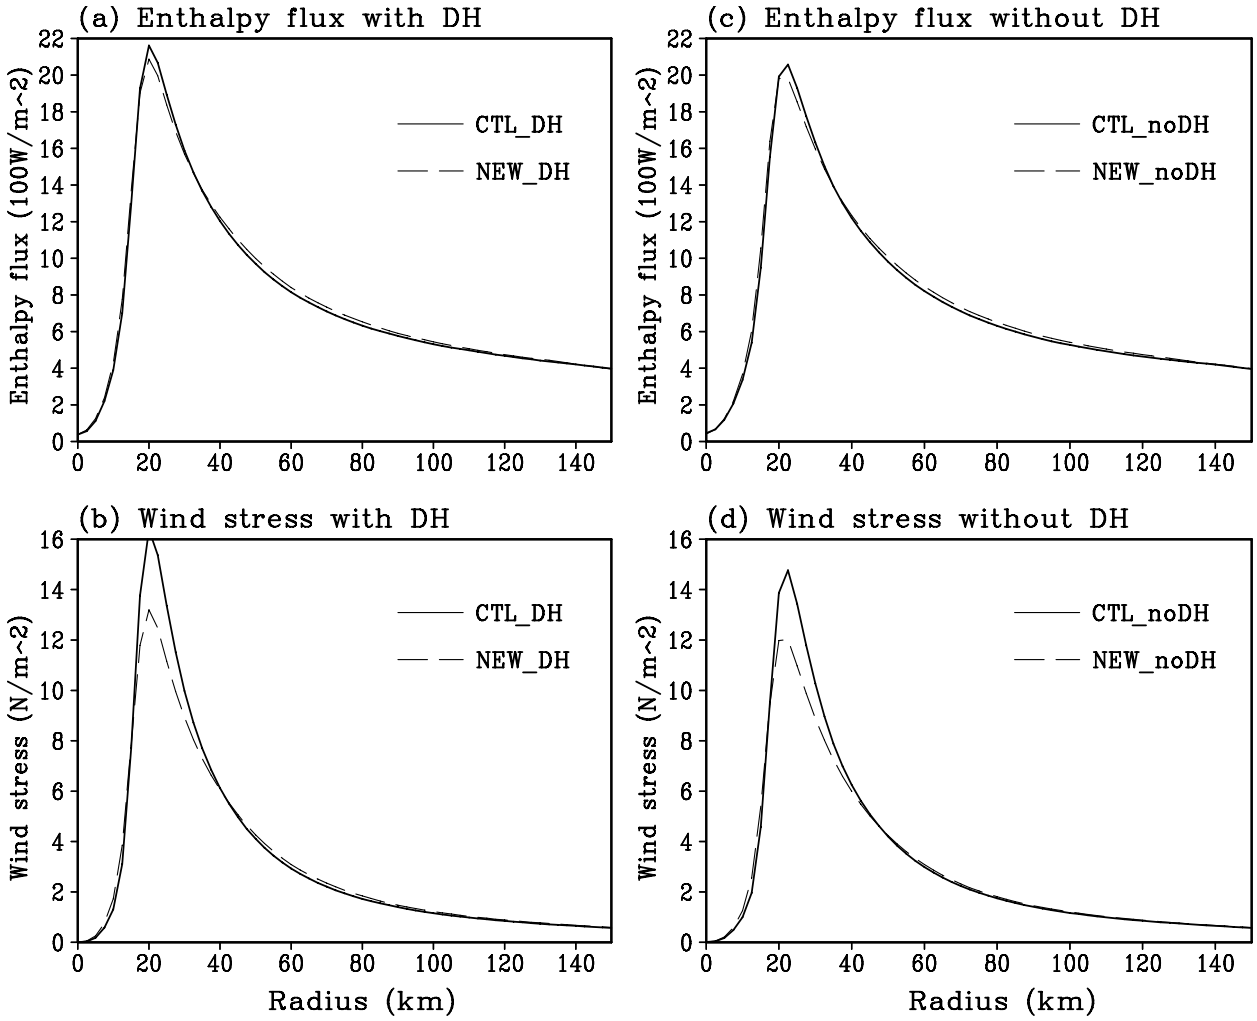 (a) Enthalpy flux with DH
Enthalpy flux (100W/m^2)
22
20
18
16
14
12
10
8
6
4
2
0
CTL_DH
NEW_DH
0 20 40 60 80 100 120 140
(c) Enthalpy flux without DH
Enthalpy flux (100W/m^2)
22
20
18
16
14
12
10
8
6
4
2
0
CTL_noDH
NEW_noDH
0 20 40 60 80 100 120 140
(b) Wind stress with DH
Wind stress (N/m^2)
16
14
12
10
8
6
4
2
0
CTL_DH
NEW_DH
0 20 40 60 80 100 120 140
Radius (km)
(d) Wind stress without DH
Wind stress (N/m^2)
16
14
12
10
8
6
4
2
0
CTL_noDH
NEW_noDH
0 20 40 60 80 100 120 140
Radius (km)